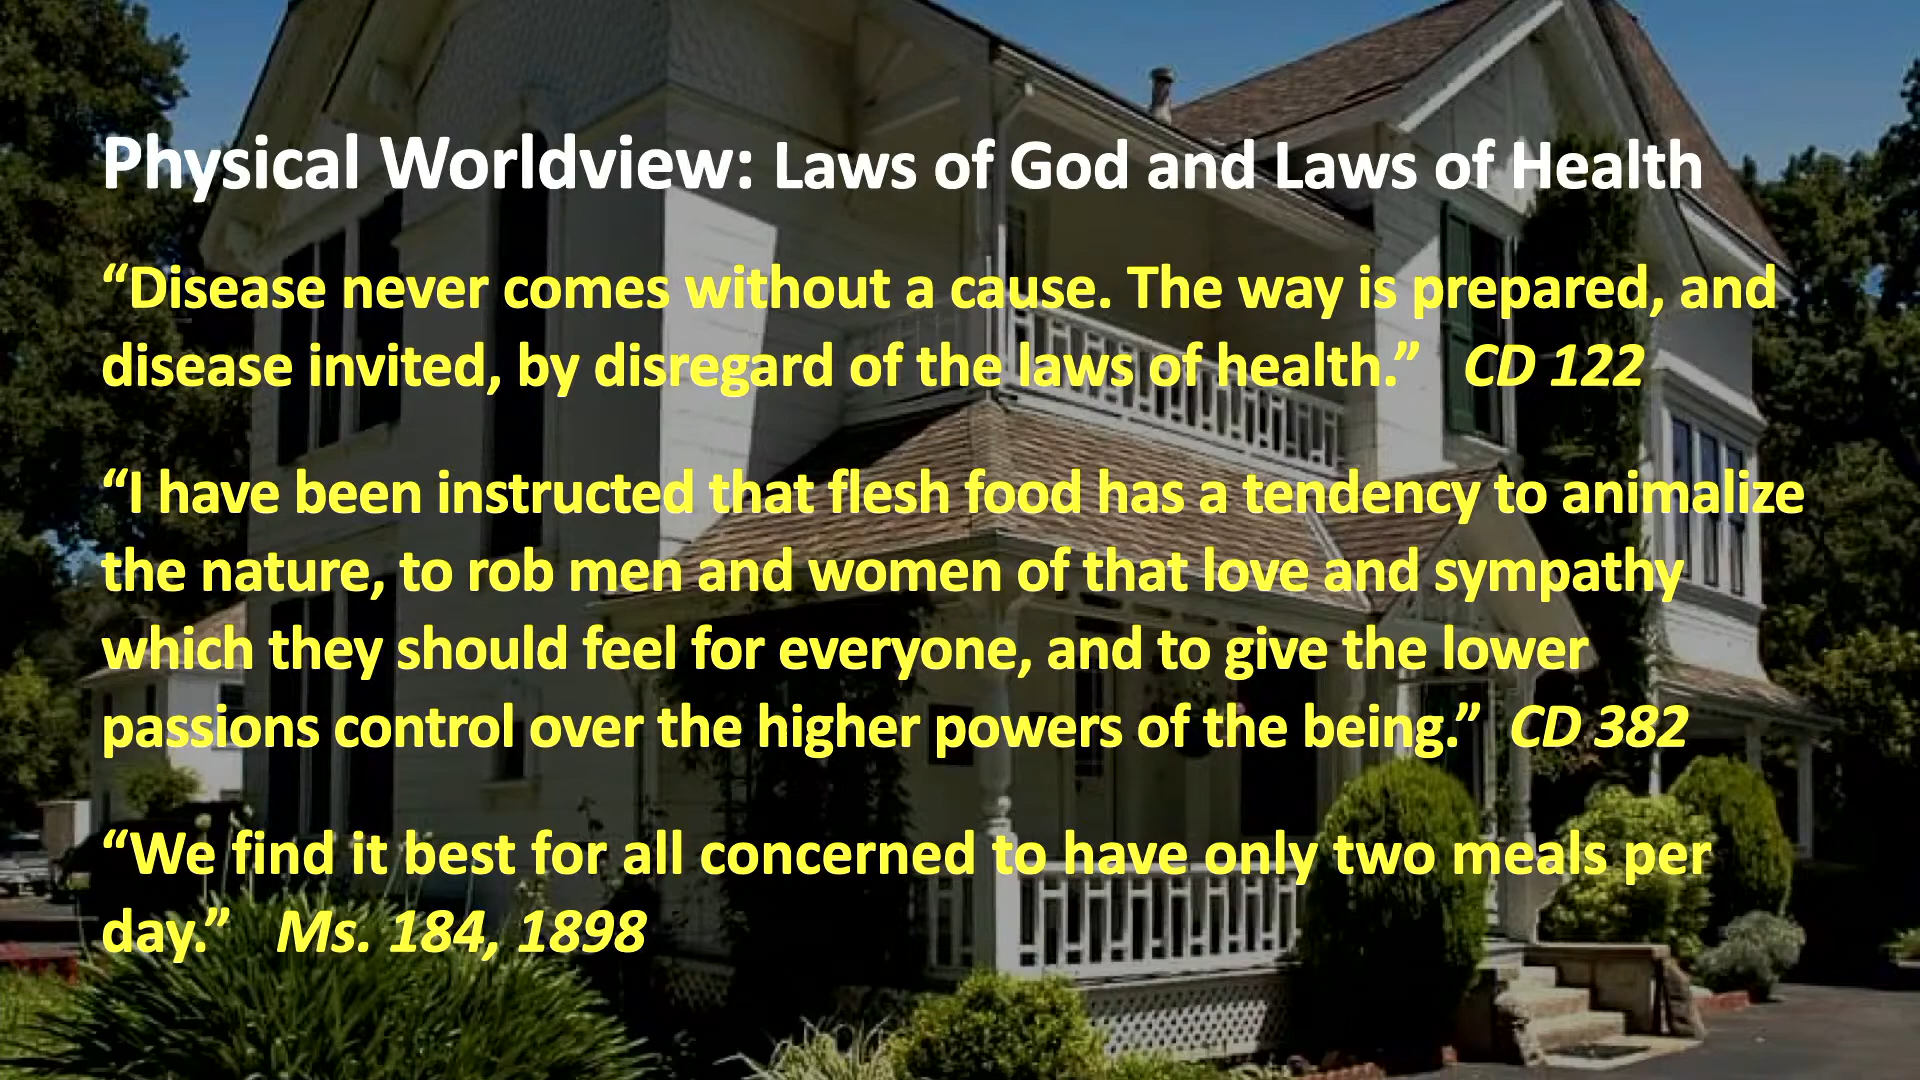 Physical Worldview: Laws of God and Laws of Health
“Disease never comes without a cause. The way is prepared, and
disease invited, by disregard of the laws of health.” CD 122
“I have been instructed that flesh food has a tendency to animalize
the nature, to rob men and women of that love and sympathy
which they should feel for everyone, and to give the lower
passions control over the higher powers of the being.” CD 382
“We find it best for all concerned to have only two meals per
day.” Ms. 184, 1898